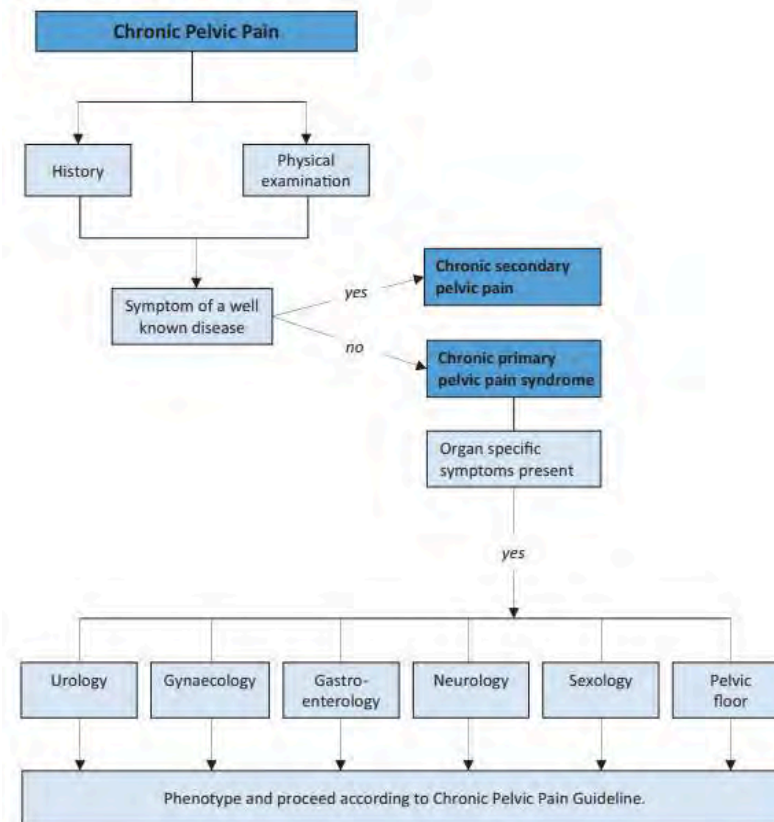 Chronic Pelvic Pain
History
Physical
examination
Symptom of a well
known disease
yes
Chronic secondary
pelvic pain
no
Chronic primary
pelvic pain syndrome
Organ specific
symptoms present
yes
Urology
Gynaecology
Gastro-
enterology
Neurology
Sexology
Pelvic
floor
Phenotype and proceed according to Chronic Pelvic Pain Guideline.